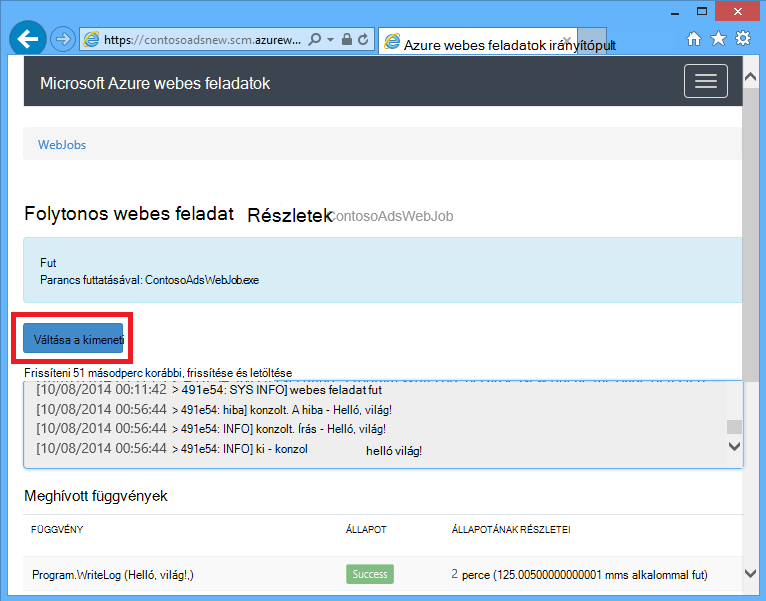 https://contosoadsnew.scm.azurew...
Azure webes feladatok irányítópult
Microsoft Azure webes feladatok
WebJobs
Folytonos webes feladat Részletek ContosoAdsWebJob
Fut
Parancs futtatásával: ContosoAdsWebJob.exe
Váltása a kimeneti
Frissíteni 51 másodperc korábbi, frissítése és letöltése
[10/08/2014 00:11:42 > 491e54: SYS INFO] webes feladat fut
[10/08/2014 00:56:44 > 491e54: hiba] konzolt. A hiba - Helló, világ!
[10/08/2014 00:56:44 > 491e54: INFO] konzolt. Írás - Helló, világ!
[10/08/2014 00:56:44 > 491e54: INFO] ki - konzol helló világ!
Meghívott függvények
FÜGGVÉNY ÁLLAPOT ÁLLAPOTÁNAK RÉSZLETEI
Program.WriteLog (Helló, világ!,) Success 2 perce (125.00500000000001 mms alkalommal fut)